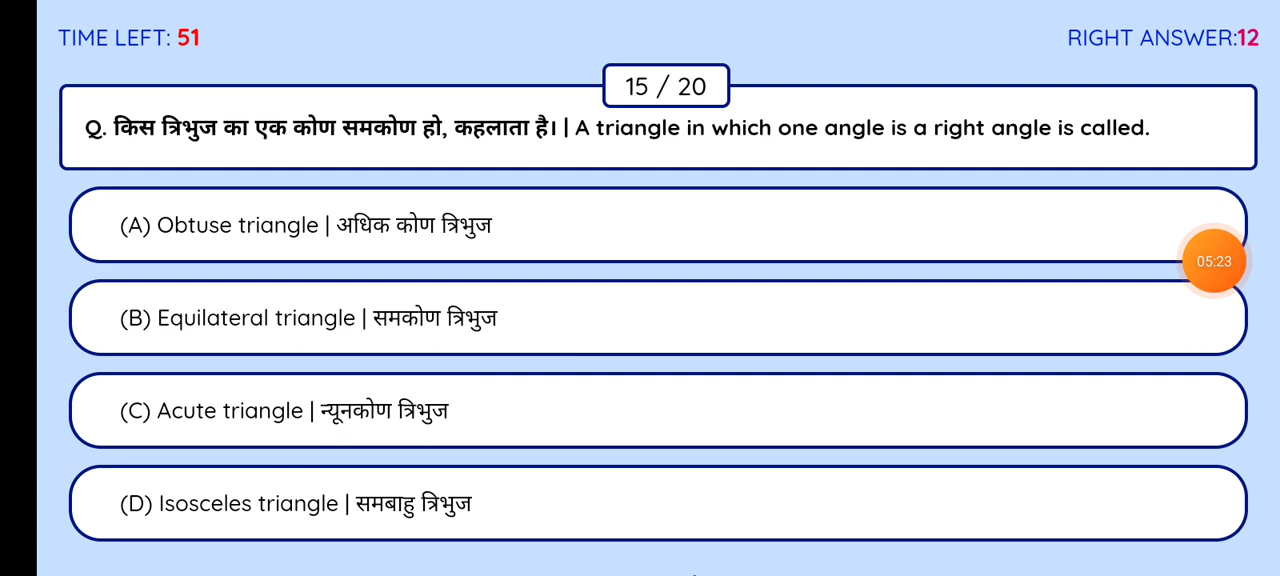 TIME LEFT: 51
RIGHT ANSWER:12
15 / 20
Q. किस त्रिभुज का एक कोण समकोण हो, कहलाता है। | A triangle in which one angle is a right angle is called.
(A) Obtuse triangle | अधिक कोण त्रिभुज
05:23
(B) Equilateral triangle | समकोण त्रिभुज
(C) Acute triangle | न्यूनकोण त्रिभुज
(D) Isosceles triangle | समबाहु त्रिभुज